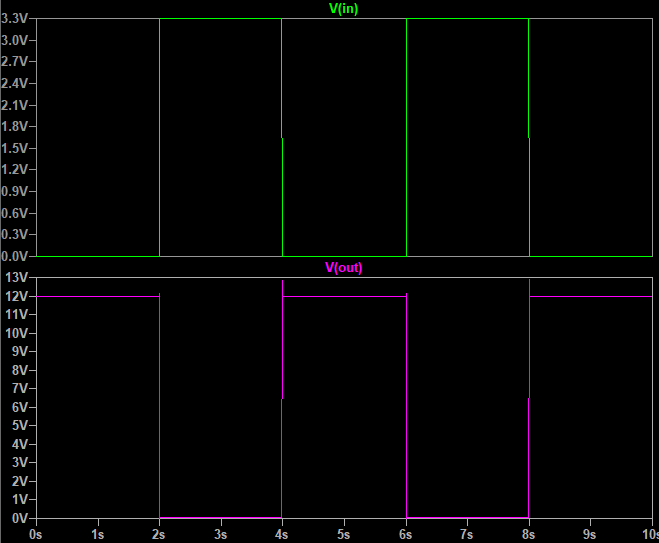 V(in)
3.3V
3.0V
2.7V
2.4V
2.1V
1.8V
1.5V
1.2V
0.9V
0.6V
0.3V
0.0V
V(out)
13V
12V
11V
10V
9V
8V
7V
6V
5V
4V
3V
2V
1V
0V
0s 1s 2s 3s 4s 5s 6s 7s 8s 9s 10s